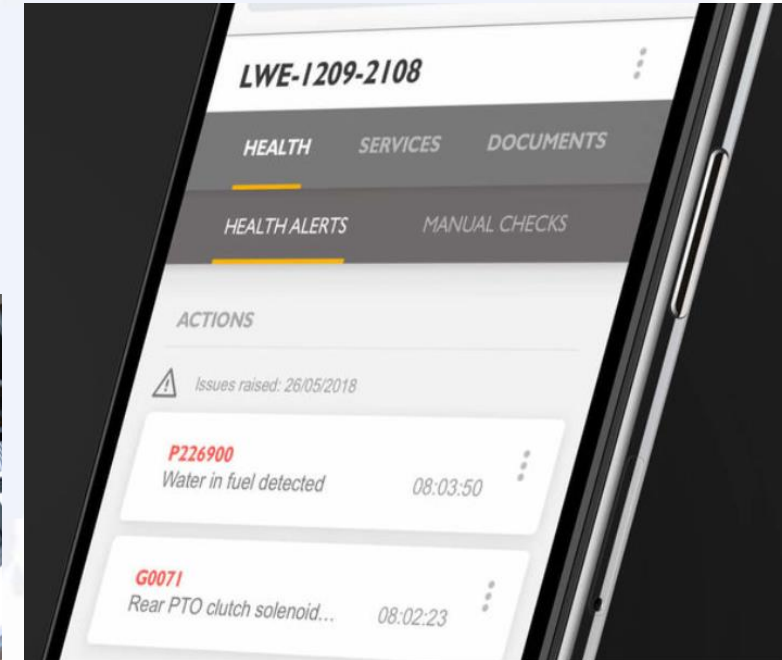 LWE-1209-2108
HEALTH SERVICES DOCUMENTS
HEALTH ALERTS MANUAL CHECKS
ACTIONS
Issues raised: 26/05/2018
P226900
Water in fuel detected 08:03:50
G0071
Rear PTO clutch solenoid... 08:02:23